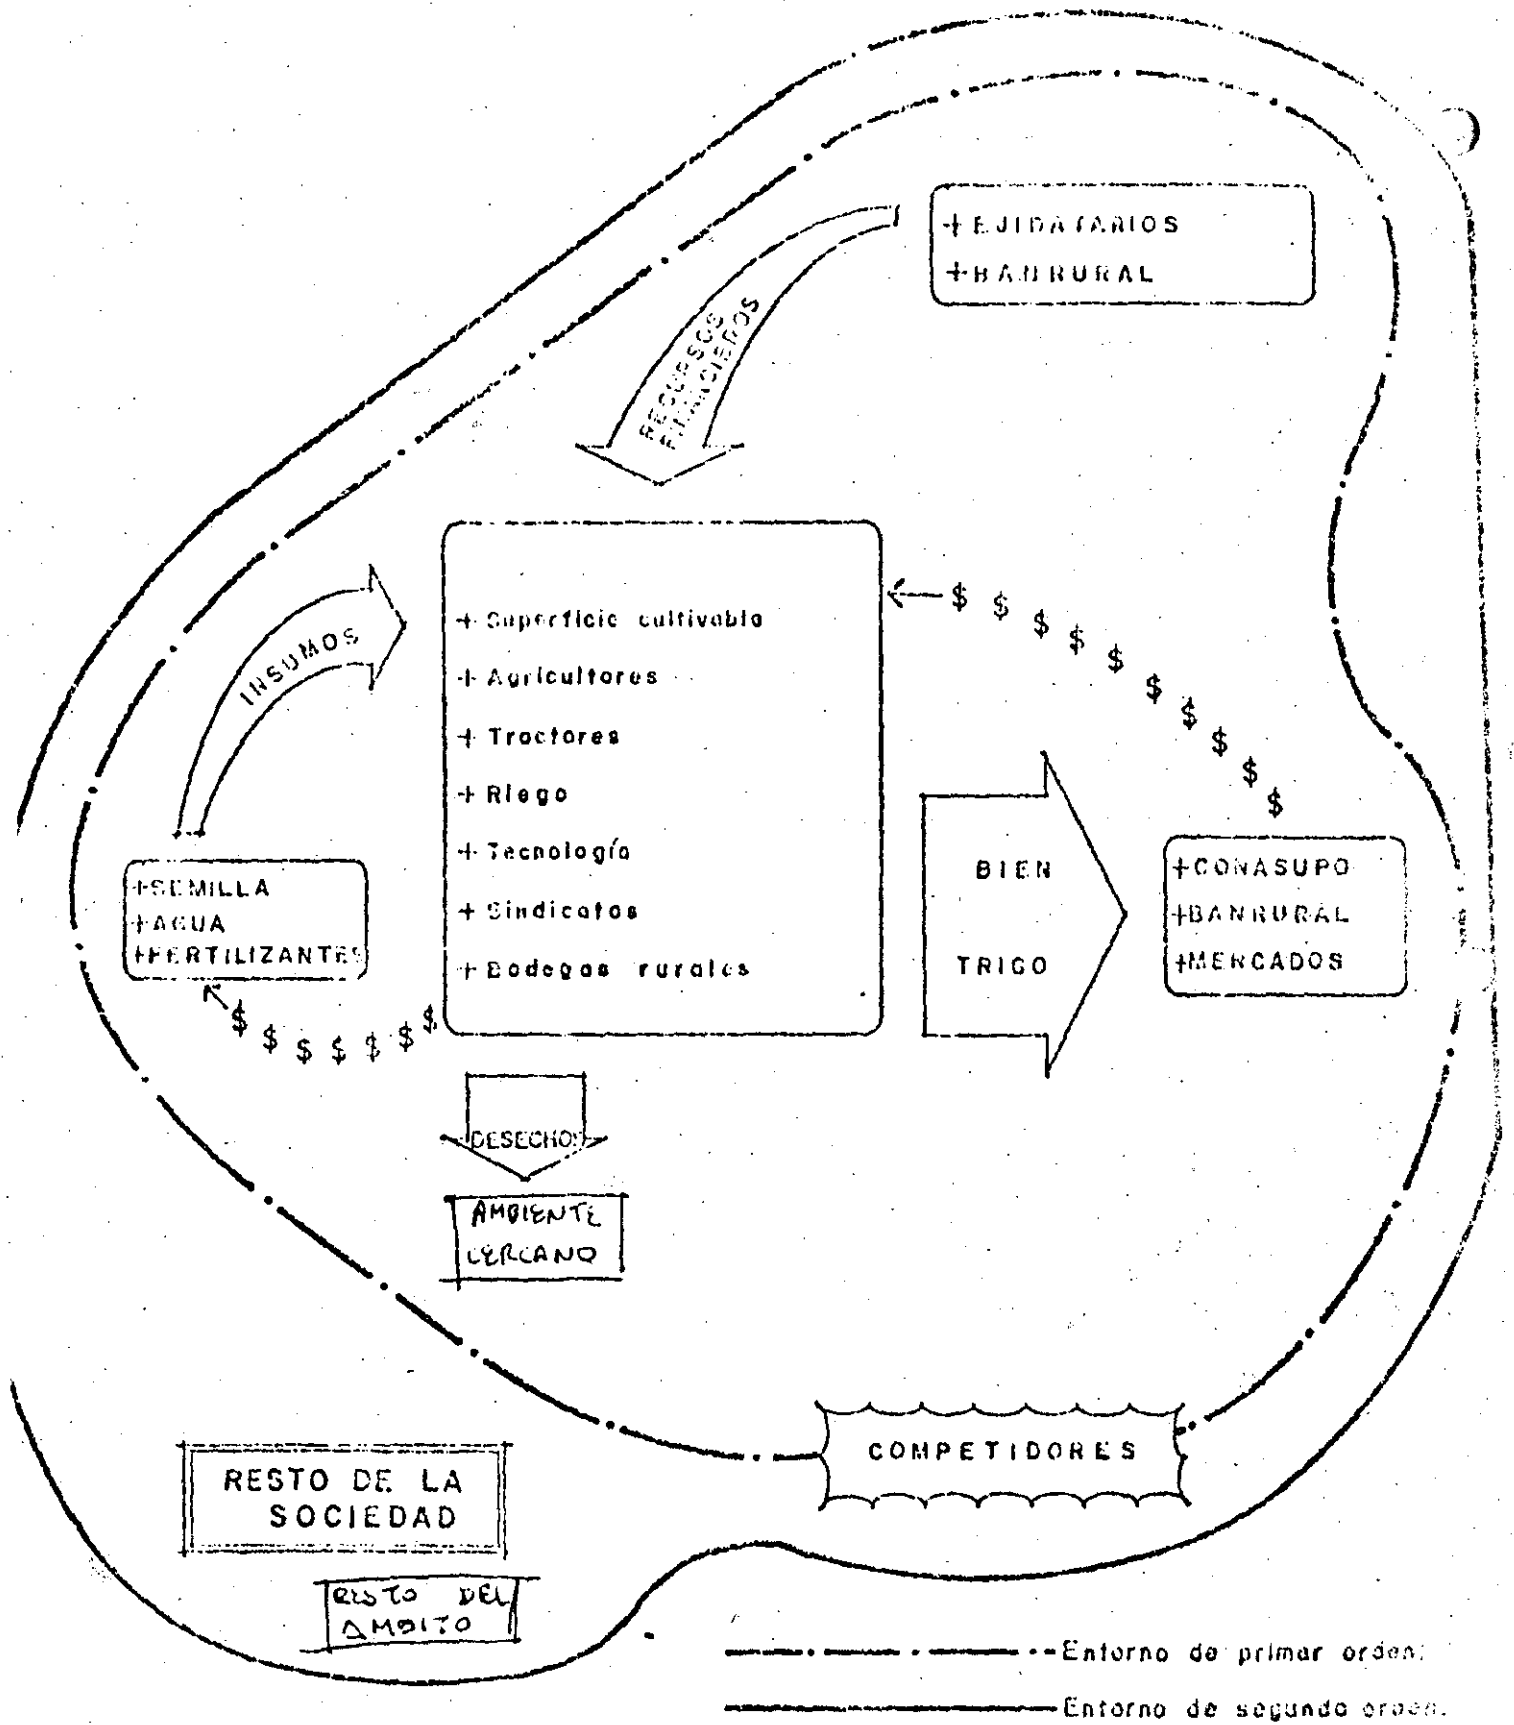 + EJIDATARIOS
+ BANRURAL
RECURSOS
FINANCIEROS
INSUMOS
+ Superficie cultivable
+ Agricultores
+ Tractores
+ Riego
+ Tecnología
+ Sindicatos
+ Bodegas rurales
← $ $ $ $ $ $ $ $ $ $
+SEMILLA
+AGUA
+FERTILIZANTES
$ $ $ $ $ $ $
BIEN
TRIGO
+CONASUPO
+BANRURAL
+MERCADOS
DESECHOS
AMBIENTE
CERCANO
COMPETIDORES
RESTO DE LA
SOCIEDAD
RESTO DEL
AMBITO
Entorno de primer orden.
Entorno de segundo orden.